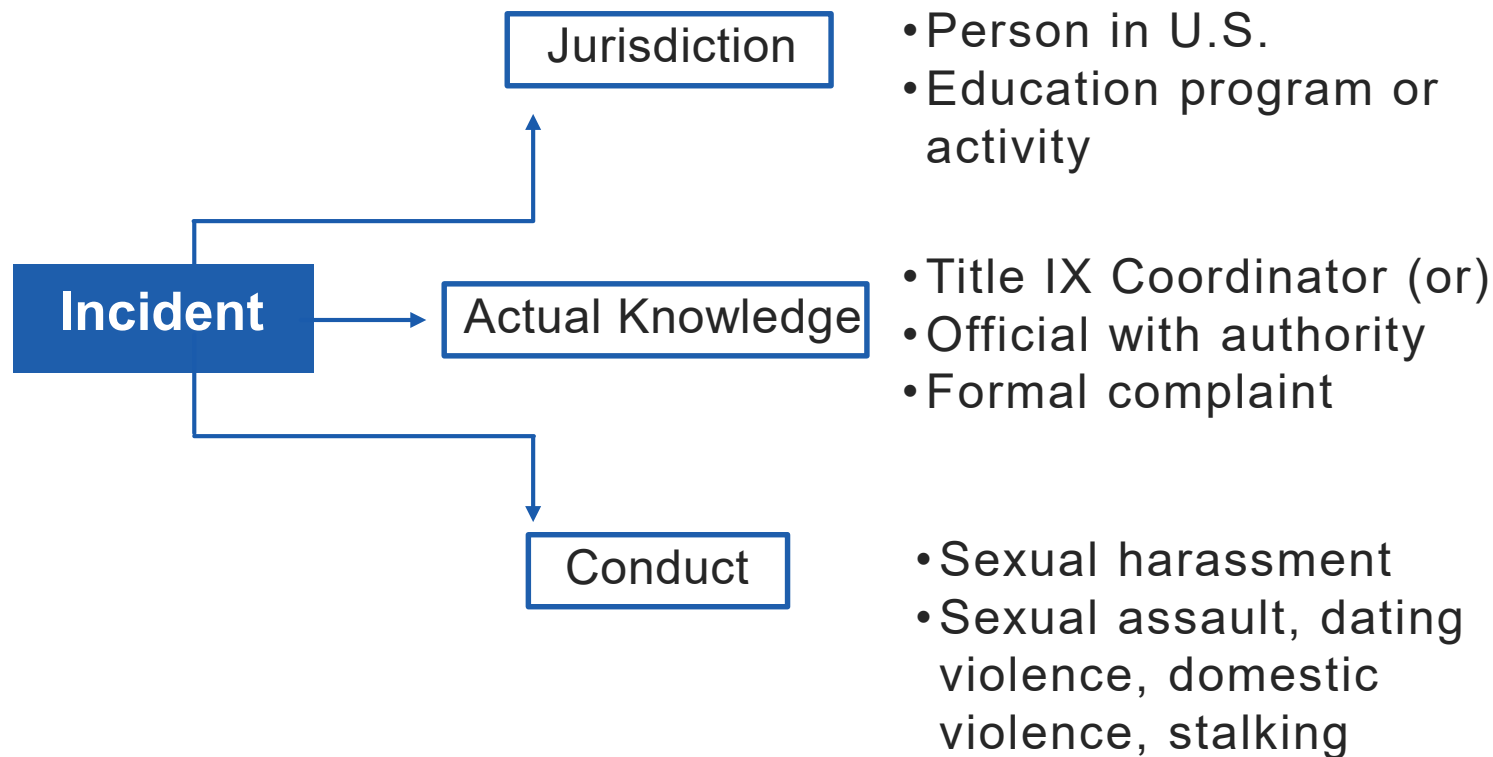 Jurisdiction
•Person in U.S.
•Education program or
activity
Incident
Actual Knowledge
•Title IX Coordinator (or)
•Official with authority
•Formal complaint
Conduct
•Sexual harassment
•Sexual assault, dating
violence, domestic
violence, stalking